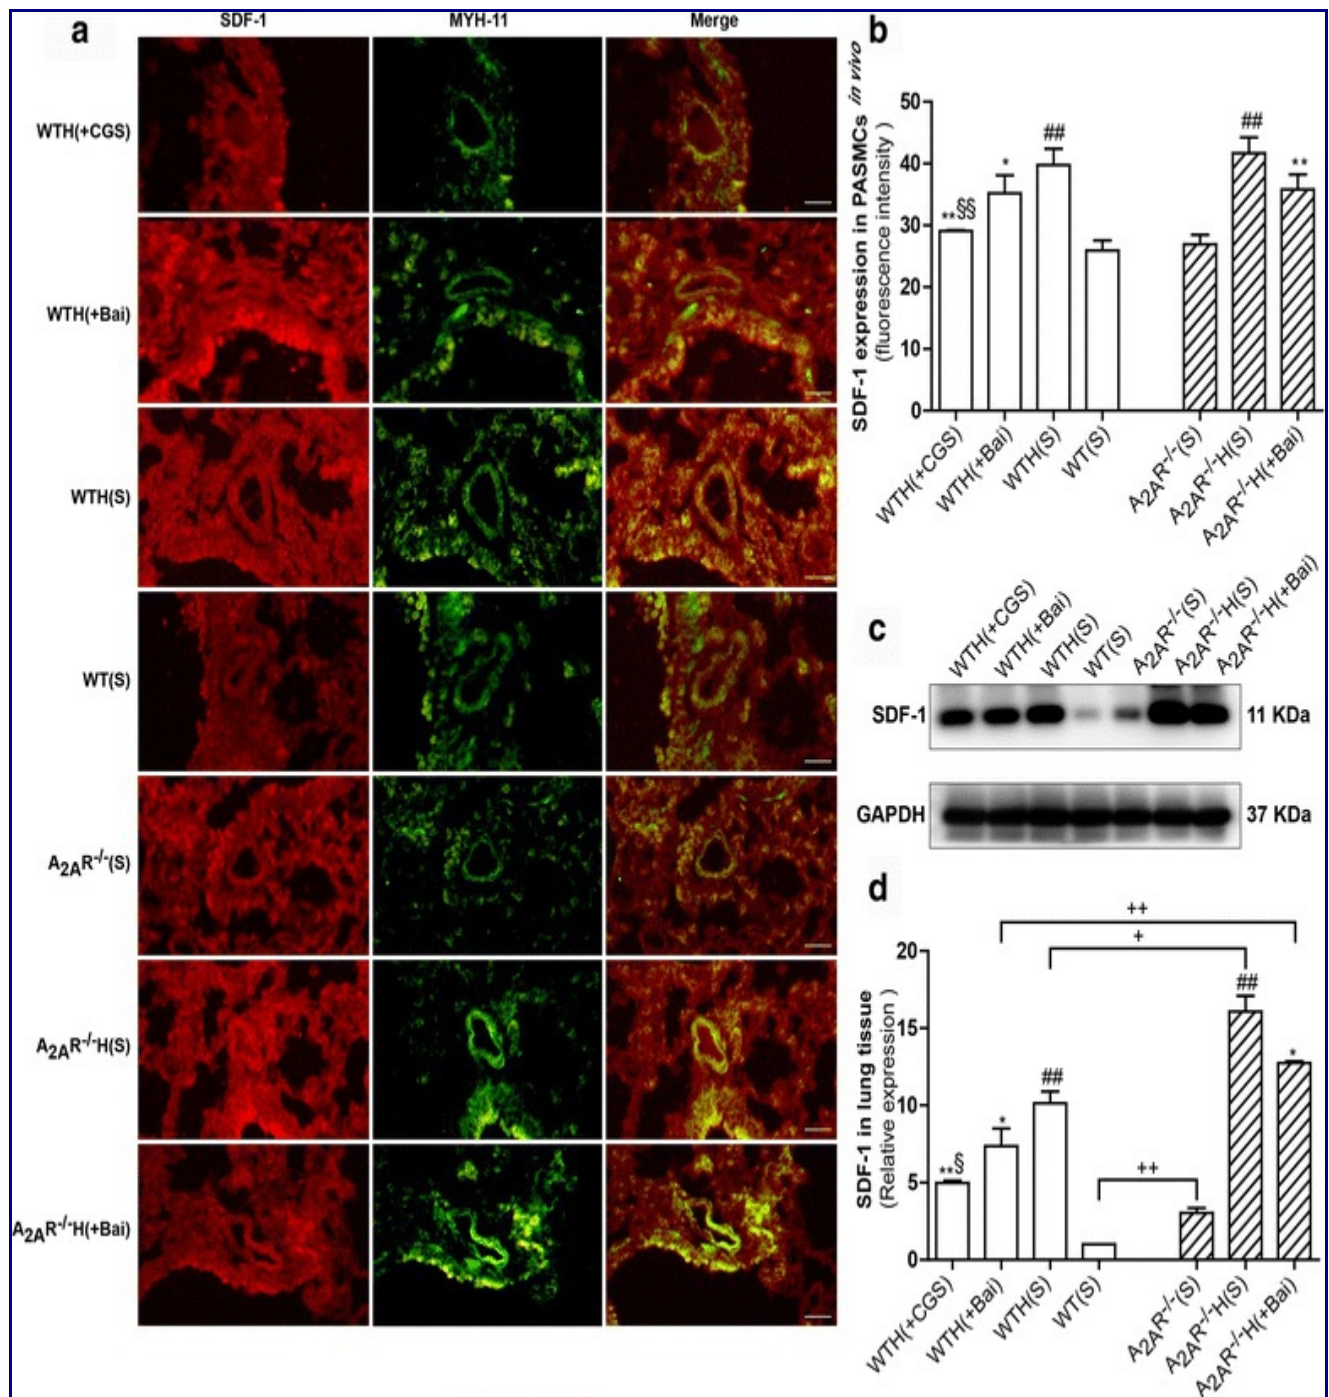 a
SDF-1
MYH-11
Merge
WTH(+CGS)
WTH(+Bai)
WTH(S)
WT(S)
A2AR-/-(S)
A2AR-/-H(S)
A2AR-/-H(+Bai)
b
SDF-1 expression in PASMCs in vivo
(fluorescence intensity )
50
40
30
20
10
0
**§§
*
##
##
**
WTH(+CGS)
WTH(+Bai)
WTH(S)
WT(S)
A2AR-/-(S)
A2AR-/-H(S)
A2AR-/-H(+Bai)
c
WTH(+CGS)
WTH(+Bai)
WTH(S)
WT(S)
A2AR-/-(S)
A2AR-/-H(S)
A2AR-/-H(+Bai)
SDF-1
11 KDa
GAPDH
37 KDa
d
SDF-1 in lung tissue
(Relative expression )
20
15
10
5
0
++
+
++
**§
*
##
##
*
WTH(+CGS)
WTH(+Bai)
WTH(S)
WT(S)
A2AR-/-(S)
A2AR-/-H(S)
A2AR-/-H(+Bai)